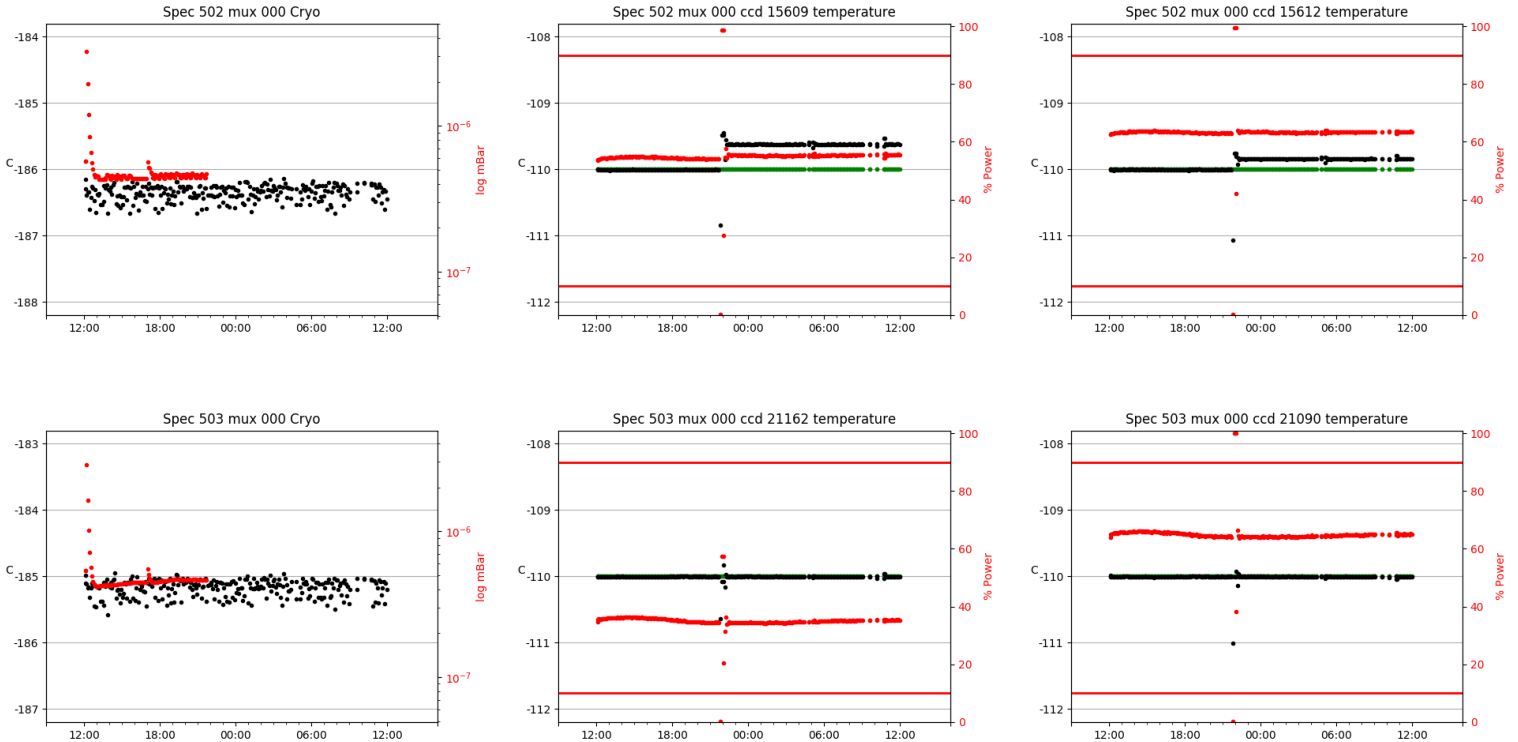 Spec 502 mux 000 Cryo
-184
-185
-186
-187
-188
C
10⁻⁶
10⁻⁷
log mBar
12:00 18:00 00:00 06:00 12:00
Spec 502 mux 000 ccd 15609 temperature
-108
-109
-110
-111
-112
C
100
80
60
40
20
0
% Power
12:00 18:00 00:00 06:00 12:00
Spec 502 mux 000 ccd 15612 temperature
-108
-109
-110
-111
-112
C
100
80
60
40
20
0
% Power
12:00 18:00 00:00 06:00 12:00
Spec 503 mux 000 Cryo
-183
-184
-185
-186
-187
C
10⁻⁶
10⁻⁷
log mBar
12:00 18:00 00:00 06:00 12:00
Spec 503 mux 000 ccd 21162 temperature
-108
-109
-110
-111
-112
C
100
80
60
40
20
0
% Power
12:00 18:00 00:00 06:00 12:00
Spec 503 mux 000 ccd 21090 temperature
-108
-109
-110
-111
-112
C
100
80
60
40
20
0
% Power
12:00 18:00 00:00 06:00 12:00